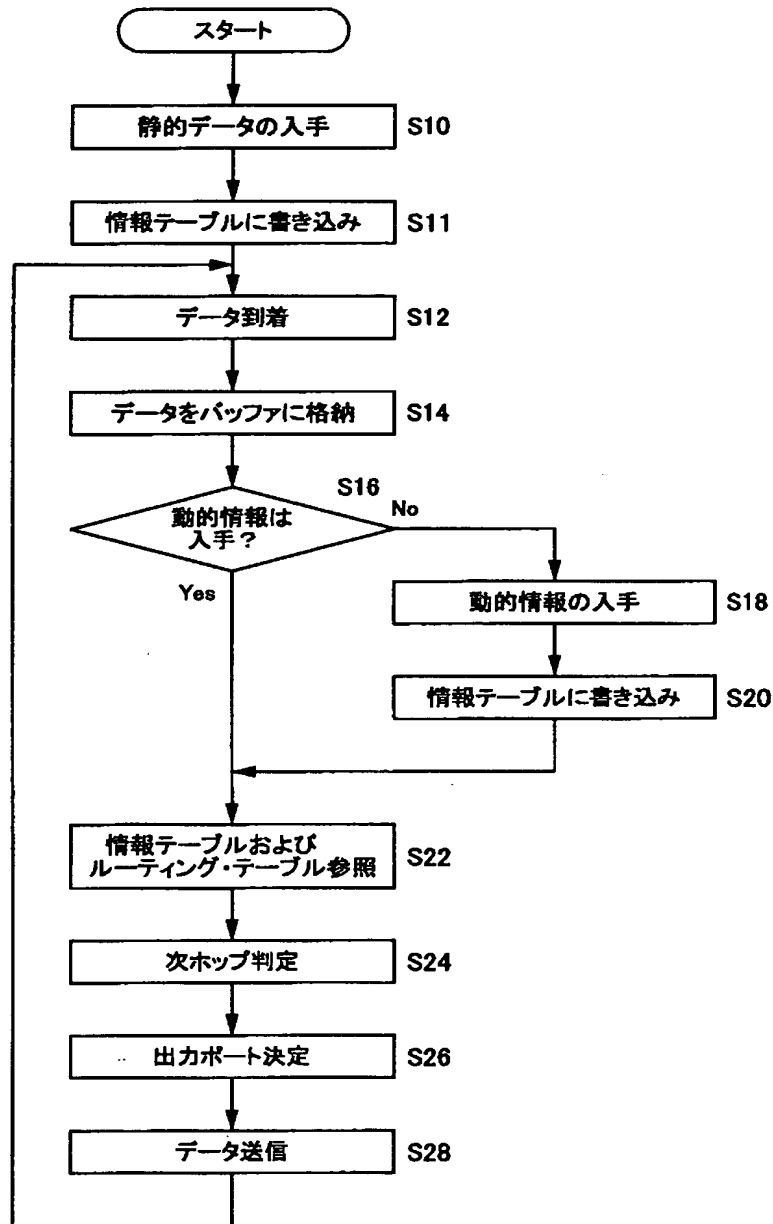 スタート
静的データの入手 S10
情報テーブルに書き込み S11
データ到着 S12
データをバッファに格納 S14
S16
動的情報は
入手？
No
Yes
動的情報の入手 S18
情報テーブルに書き込み S20
情報テーブルおよび
ルーティング・テーブル参照 S22
次ホップ判定 S24
出力ポート決定 S26
データ送信 S28